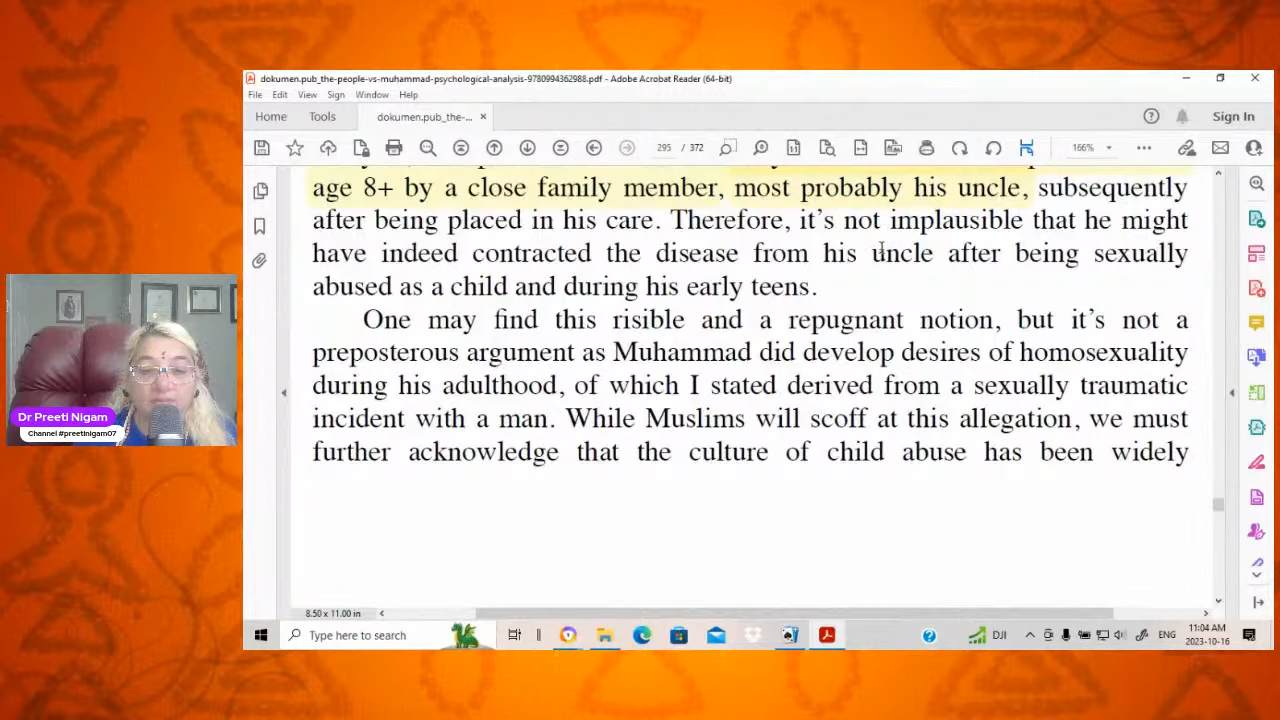 dokumen.pub_the-people-vs-muhammad-psychological-analysis-9780994362988.pdf - Adobe Acrobat Reader (64-bit)
File Edit View Sign Window Help
Home Tools dokumen.pub_the-... × Sign In
295 / 372 166%
age 8+ by a close family member, most probably his uncle, subsequently
after being placed in his care. Therefore, it’s not implausible that he might
have indeed contracted the disease from his uncle after being sexually
abused as a child and during his early teens.
One may find this risible and a repugnant notion, but it’s not a
preposterous argument as Muhammad did develop desires of homosexuality
during his adulthood, of which I stated derived from a sexually traumatic
incident with a man. While Muslims will scoff at this allegation, we must
further acknowledge that the culture of child abuse has been widely
Dr Preeti Nigam
Channel #preetinigam07
8.50 x 11.00 in
Type here to search
DJI
ENG
11:04 AM
2023-10-16